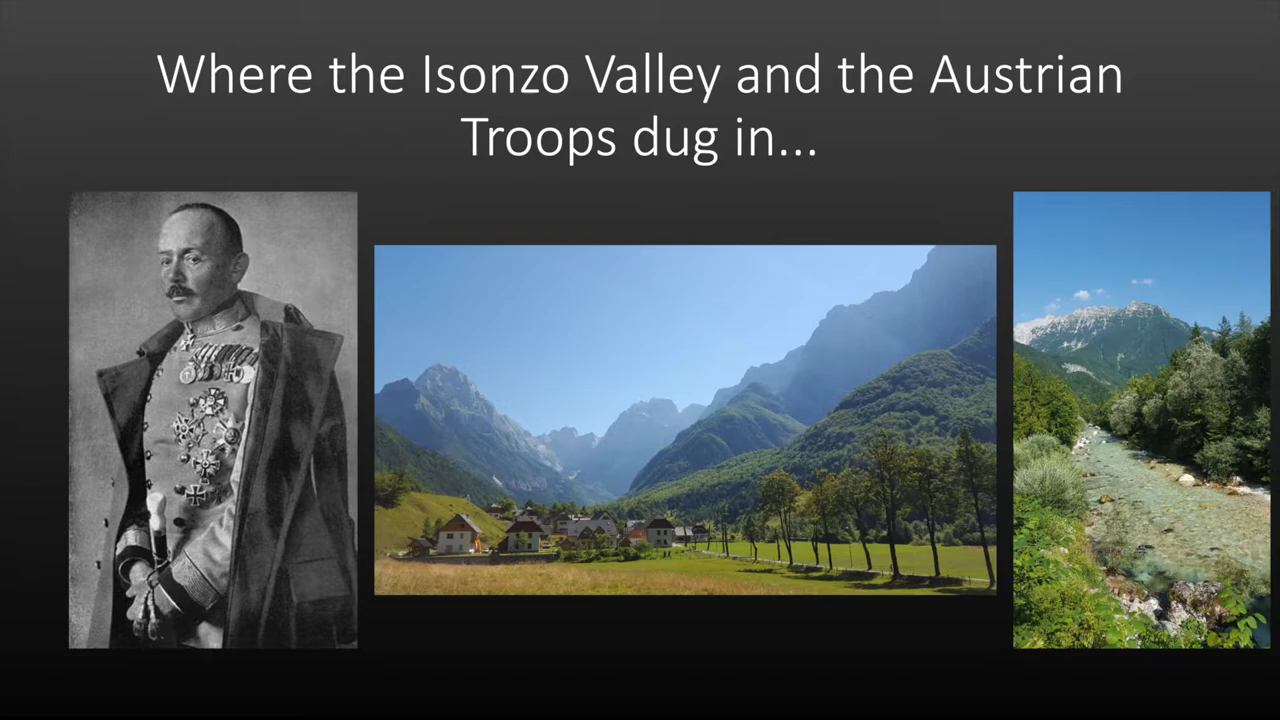 Where the Isonzo Valley and the Austrian
Troops dug in...